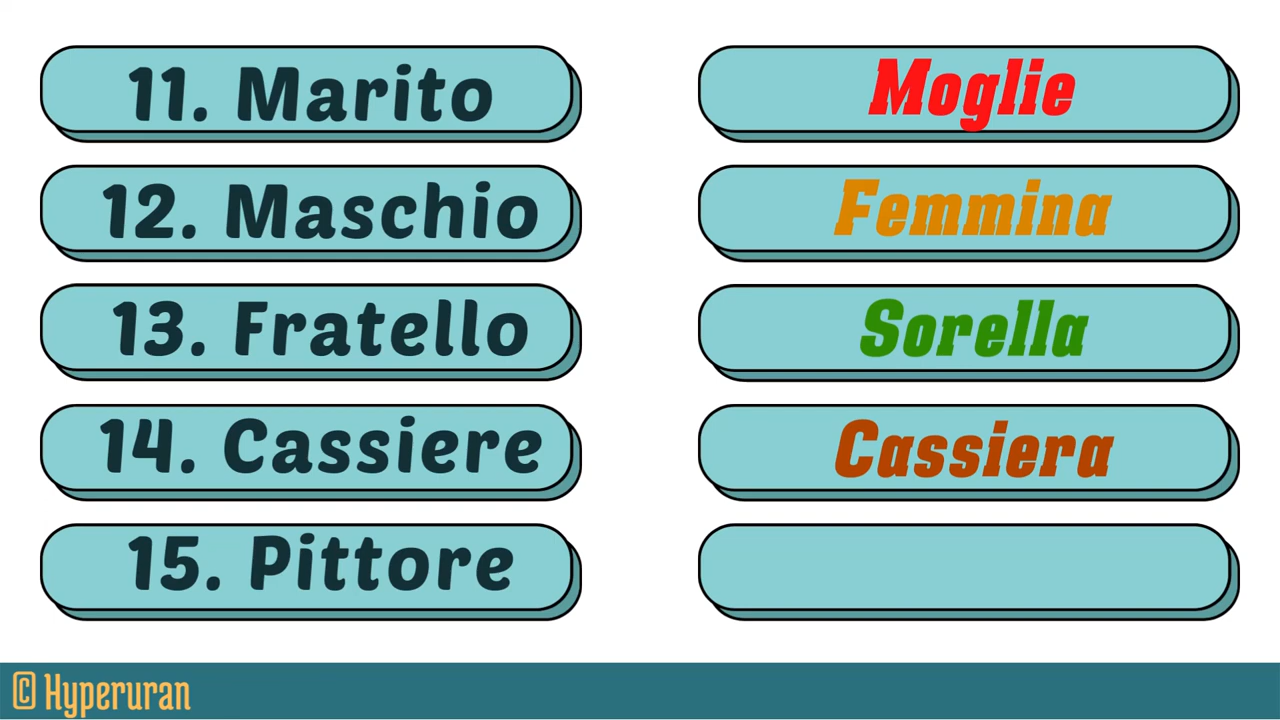 11. Marito
Moglie
12. Maschio
Femmina
13. Fratello
Sorella
14. Cassiere
Cassiera
15. Pittore
© Hyperuran